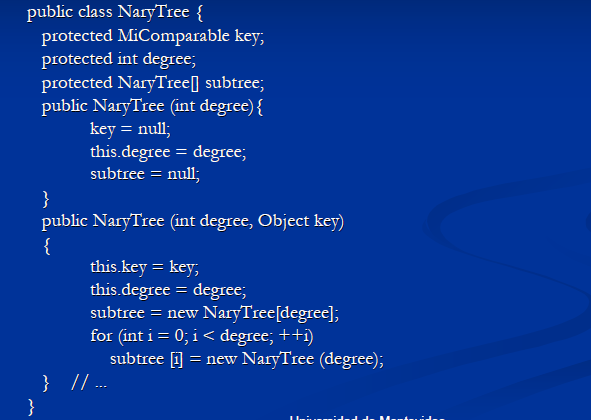 public class NaryTree {
protected MiComparable key;
protected int degree;
protected NaryTree[] subtree;
public NaryTree (int degree){
key = null;
this.degree = degree;
subtree = null;
}
public NaryTree (int degree, Object key)
{
this.key = key;
this.degree = degree;
subtree = new NaryTree[degree];
for (int i = 0; i < degree; ++i)
subtree [i] = new NaryTree (degree);
} // ...
}
Universidad de Montevideo